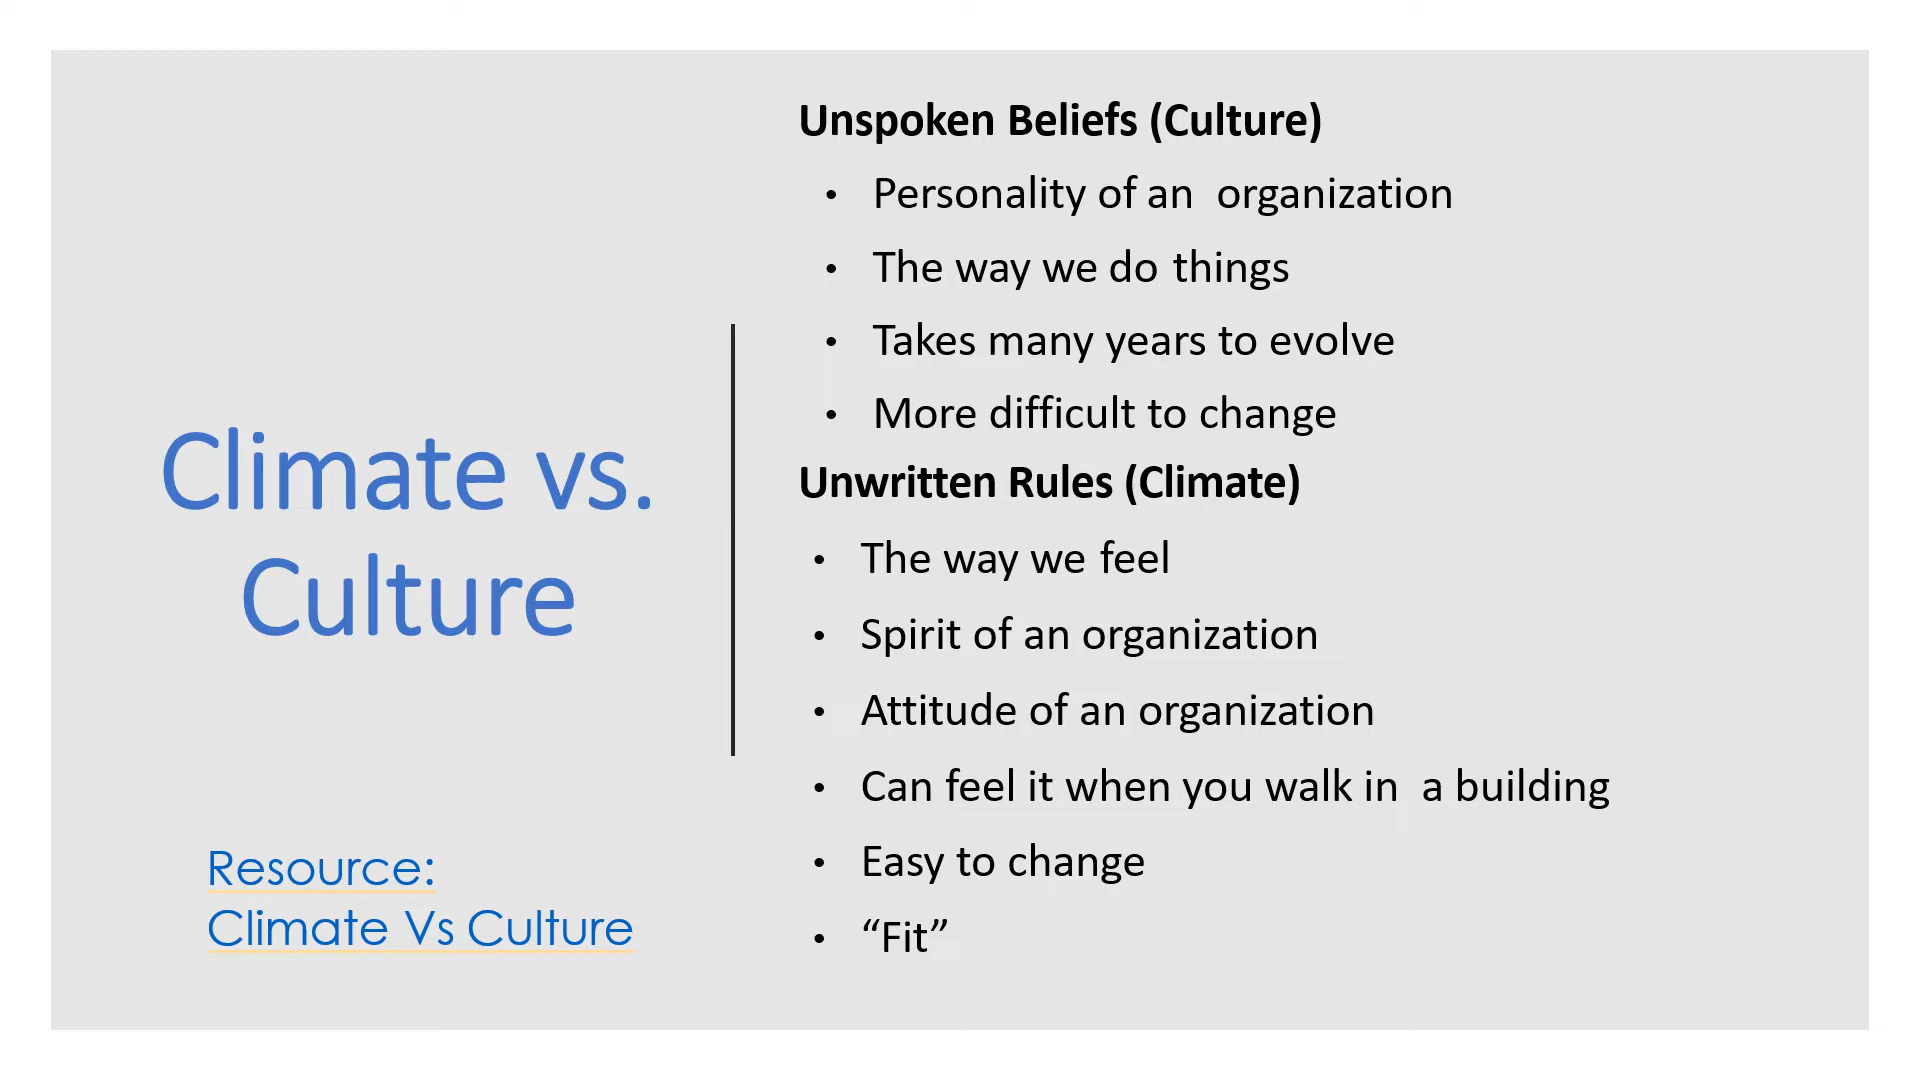 Climate vs.
Culture
Resource:
Climate Vs Culture
Unspoken Beliefs (Culture)
• Personality of an organization
• The way we do things
• Takes many years to evolve
• More difficult to change
Unwritten Rules (Climate)
• The way we feel
• Spirit of an organization
• Attitude of an organization
• Can feel it when you walk in a building
• Easy to change
• “Fit”